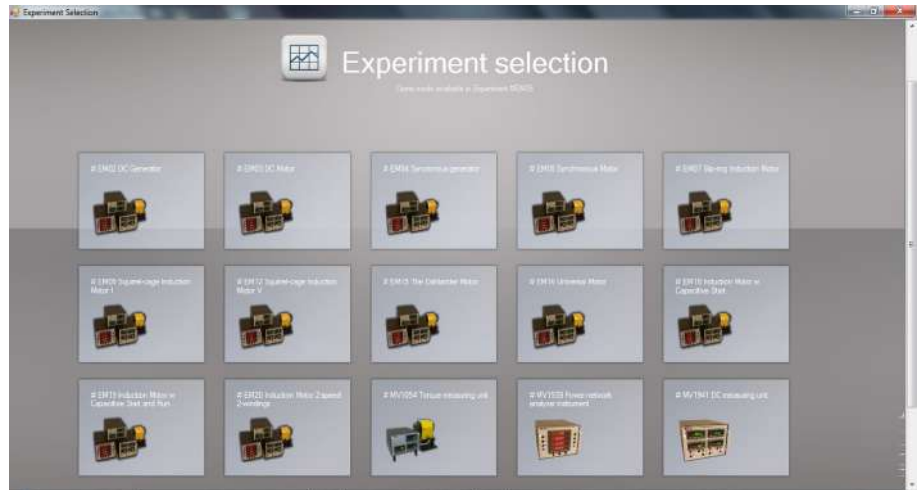 Experiment Selection
Experiment selection
# EM02 DC Generator
# EM03 DC Motor
# EM04 Synchronous generator
# EM05 Synchronous Motor
# EM07 Slip-ring Induction Motor
# EM09 Squirrel-cage Induction
Motor I
# EM12 Squirrel-cage Induction
Motor V
# EM15 The Dahlander Motor
# EM16 Universal Motor
Induction Motor w
Capacitive Start
# EM19 Induction Motor w
Capacitive Start and Run
# EM20 Induction Motor 2 speed
2-windings
# MV1054 Torque measuring unit
Power network
analyser instrument
# MV1941 DC measuring unit